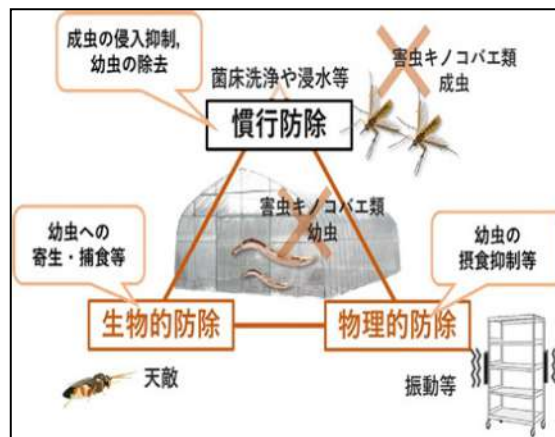 成虫の侵入抑制,
幼虫の除去
菌床洗浄や浸水等
害虫キノコバエ類
成虫
慣行防除
害虫キノコバエ類
幼虫
幼虫への
寄生・捕食等
幼虫の
摂食抑制等
生物的防除
物理的防除
天敵
振動等